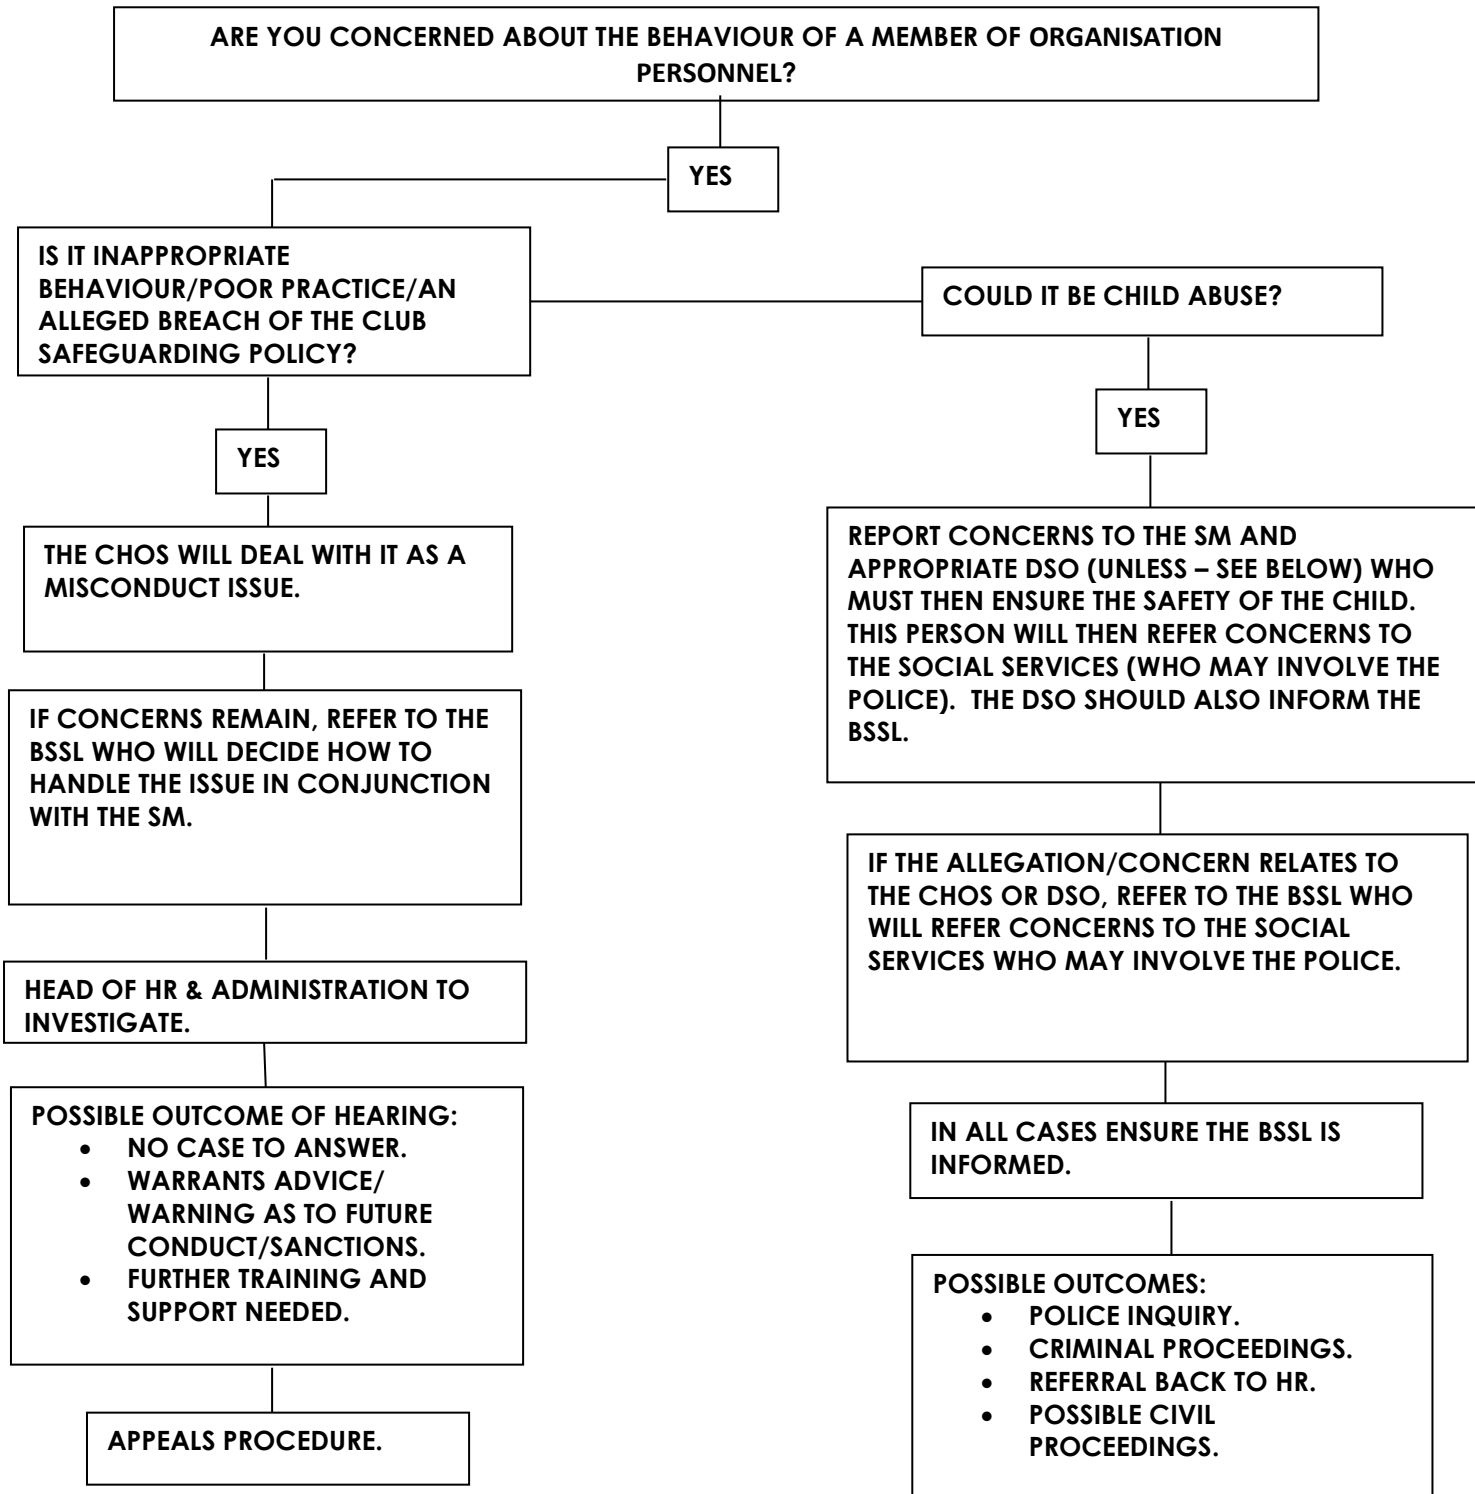 ARE YOU CONCERNED ABOUT THE BEHAVIOUR OF A MEMBER OF ORGANISATION
PERSONNEL?
YES
IS IT INAPPROPRIATE
BEHAVIOUR/POOR PRACTICE/AN
ALLEGED BREACH OF THE CLUB
SAFEGUARDING POLICY?
YES
THE CHOS WILL DEAL WITH IT AS A
MISCONDUCT ISSUE.
IF CONCERNS REMAIN, REFER TO THE
BSSL WHO WILL DECIDE HOW TO
HANDLE THE ISSUE IN CONJUNCTION
WITH THE SM.
HEAD OF HR & ADMINISTRATION TO
INVESTIGATE.
POSSIBLE OUTCOME OF HEARING:
• NO CASE TO ANSWER.
• WARRANTS ADVICE/
WARNING AS TO FUTURE
CONDUCT/SANCTIONS.
• FURTHER TRAINING AND
SUPPORT NEEDED.
APPEALS PROCEDURE.
COULD IT BE CHILD ABUSE?
YES
REPORT CONCERNS TO THE SM AND
APPROPRIATE DSO (UNLESS – SEE BELOW) WHO
MUST THEN ENSURE THE SAFETY OF THE CHILD.
THIS PERSON WILL THEN REFER CONCERNS TO
THE SOCIAL SERVICES (WHO MAY INVOLVE THE
POLICE).  THE DSO SHOULD ALSO INFORM THE
BSSL.
IF THE ALLEGATION/CONCERN RELATES TO
THE CHOS OR DSO, REFER TO THE BSSL WHO
WILL REFER CONCERNS TO THE SOCIAL
SERVICES WHO MAY INVOLVE THE POLICE.
IN ALL CASES ENSURE THE BSSL IS
INFORMED.
POSSIBLE OUTCOMES:
• POLICE INQUIRY.
• CRIMINAL PROCEEDINGS.
• REFERRAL BACK TO HR.
• POSSIBLE CIVIL
PROCEEDINGS.